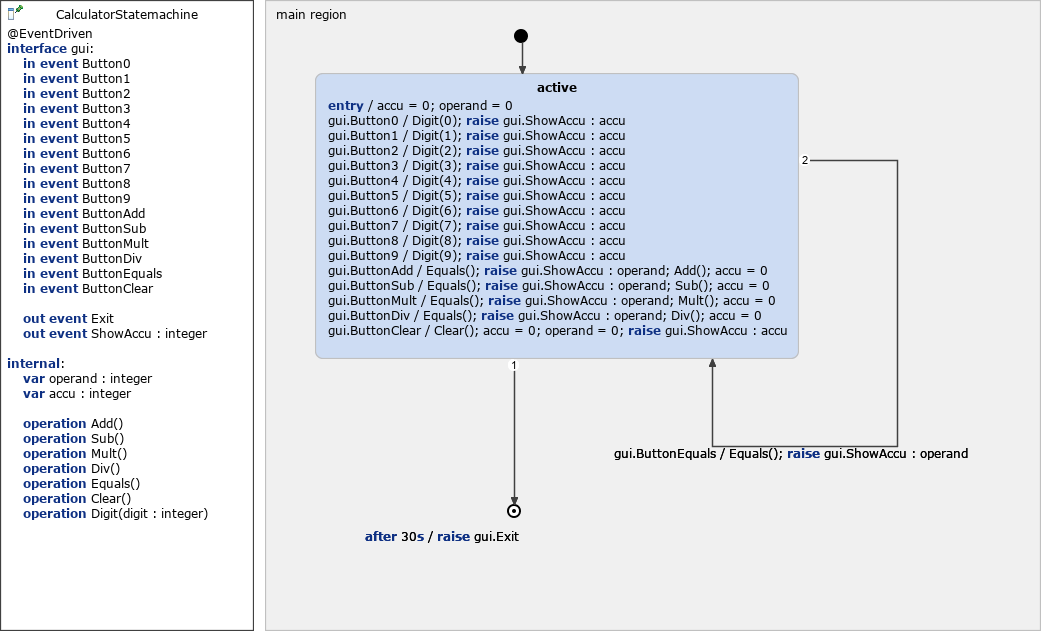 CalculatorStatemachine
@EventDriven
interface gui:
in event Button0
in event Button1
in event Button2
in event Button3
in event Button4
in event Button5
in event Button6
in event Button7
in event Button8
in event Button9
in event ButtonAdd
in event ButtonSub
in event ButtonMult
in event ButtonDiv
in event ButtonEquals
in event ButtonClear
out event Exit
out event ShowAccu : integer
internal:
var operand : integer
var accu : integer
operation Add()
operation Sub()
operation Mult()
operation Div()
operation Equals()
operation Clear()
operation Digit(digit : integer)
main region
active
entry / accu = 0; operand = 0
gui.Button0 / Digit(0); raise gui.ShowAccu : accu
gui.Button1 / Digit(1); raise gui.ShowAccu : accu
gui.Button2 / Digit(2); raise gui.ShowAccu : accu
gui.Button3 / Digit(3); raise gui.ShowAccu : accu
gui.Button4 / Digit(4); raise gui.ShowAccu : accu
gui.Button5 / Digit(5); raise gui.ShowAccu : accu
gui.Button6 / Digit(6); raise gui.ShowAccu : accu
gui.Button7 / Digit(7); raise gui.ShowAccu : accu
gui.Button8 / Digit(8); raise gui.ShowAccu : accu
gui.Button9 / Digit(9); raise gui.ShowAccu : accu
gui.ButtonAdd / Equals(); raise gui.ShowAccu : operand; Add(); accu = 0
gui.ButtonSub / Equals(); raise gui.ShowAccu : operand; Sub(); accu = 0
gui.ButtonMult / Equals(); raise gui.ShowAccu : operand; Mult(); accu = 0
gui.ButtonDiv / Equals(); raise gui.ShowAccu : operand; Div(); accu = 0
gui.ButtonClear / Clear(); accu = 0; operand = 0; raise gui.ShowAccu : accu
2
1
gui.ButtonEquals / Equals(); raise gui.ShowAccu : operand
after 30s / raise gui.Exit